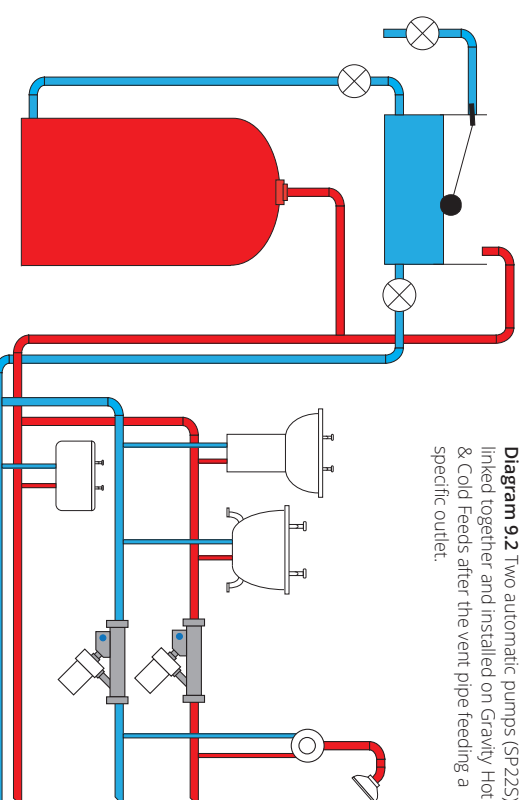 Diagram 9.2 Two automatic pumps (SP22S)
linked together and installed on Gravity Hot
& Cold Feeds after the vent pipe feeding a
specific outlet.